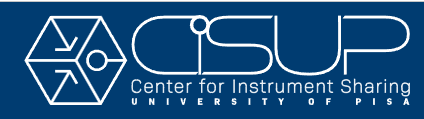 CISUP
Center for Instrument Sharing
UNIVERSITY OF PISA